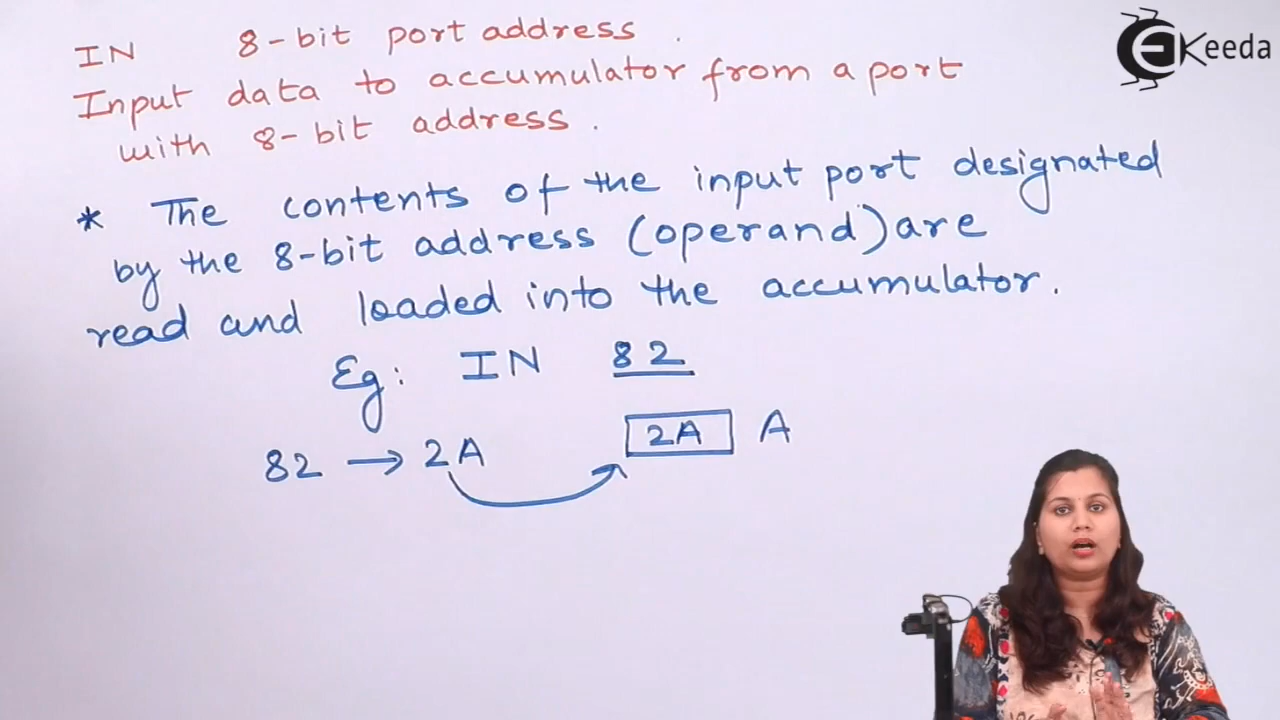 IN 8-bit port address.
Input data to accumulator from a port
with 8-bit address.
* The contents of the input port designated
by the 8-bit address (operand) are
read and loaded into the accumulator.
Eg: IN 82
82 → 2A
2A A
EKeeda